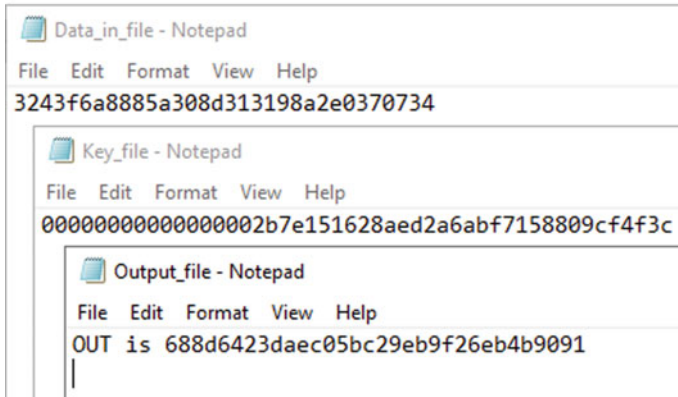 Data_in_file - Notepad
File Edit Format View Help
3243f6a8885a308d313198a2e0370734
Key_file - Notepad
File Edit Format View Help
00000000000000002b7e151628aed2a6abf7158809cf4f3c
Output_file - Notepad
File Edit Format View Help
OUT is 688d6423daec05bc29eb9f26eb4b9091